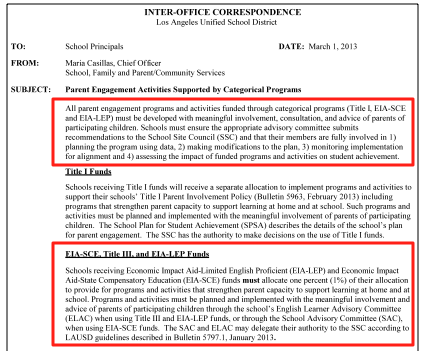 INTER-OFFICE CORRESPONDENCE
Los Angeles Unified School District
TO: School Principals DATE: March 1, 2013
FROM: Maria Casillas, Chief Officer
School, Family and Parent/Community Services
SUBJECT: Parent Engagement Activities Supported by Categorical Programs
All parent engagement programs and activities funded through categorical programs (Title I, EIA-SCE
and EIA-LEP) must be developed with meaningful involvement, consultation, and advice of parents of
participating children. Schools must ensure the appropriate advisory committee submits
recommendations to the School Site Council (SSC) and that their members are fully involved in 1)
planning the program using data, 2) making modifications to the plan, 3) monitoring implementation
for alignment and 4) assessing the impact of funded programs and activities on student achievement.
Title I Funds
Schools receiving Title I funds will receive a separate allocation to implement programs and activities to
support their schools' Title I Parent Involvement Policy (Bulletin 5963, February 2013) including
programs that strengthen parent capacity to support learning at home and at school. Such programs and
activities must be planned and implemented with the meaningful involvement of parents of participating
children. The School Plan for Student Achievement (SPSA) describes the details of the school's plan
for parent engagement. The SSC has the authority to make decisions on the use of Title I funds.
EIA-SCE, Title III, and EIA-LEP Funds
Schools receiving Economic Impact Aid-Limited English Proficient (EIA-LEP) and Economic Impact
Aid-State Compensatory Education (EIA-SCE) funds must allocate one percent (1%) of their allocation
to provide for programs and activities that strengthen parent capacity to support learning at home and at
school. Programs and activities must be planned and implemented with the meaningful involvement and
advice of parents of participating children through the school's English Learner Advisory Committee
(ELAC) when using Title III and EIA-LEP funds, or through the School Advisory Committee (SAC),
when using EIA-SCE funds. The SAC and ELAC may delegate their authority to the SSC according to
LAUSD guidelines described in Bulletin 5797.1, January 2013.